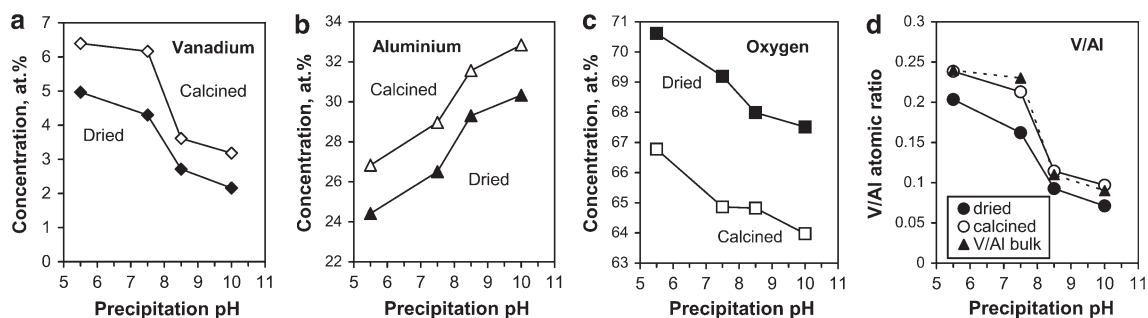 a
Vanadium
Calcined
Dried
Concentration, at.%
7
6
5
4
3
2
1
0
5 6 7 8 9 10 11
Precipitation pH
b
Aluminium
Calcined
Dried
Concentration, at.%
34
32
30
28
26
24
22
5 6 7 8 9 10 11
Precipitation pH
c
Oxygen
Dried
Calcined
Concentration, at.%
71
70
69
68
67
66
65
64
63
5 6 7 8 9 10 11
Precipitation pH
d
V/Al
V/Al atomic ratio
0.3
0.25
0.2
0.15
0.1
0.05
0
dried
calcined
V/Al bulk
5 6 7 8 9 10 11
Precipitation pH